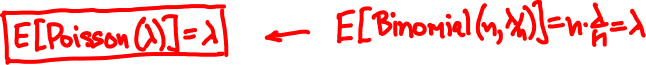 E[Poisson(λ)]=λ ← E[Binomial(n,λ/n)]=n·λ/n=λ